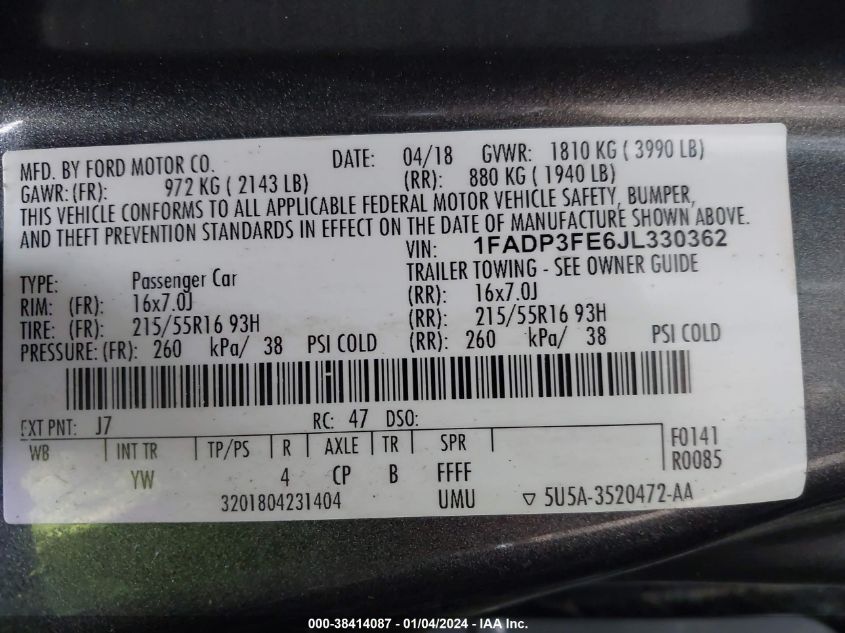 MFD. BY FORD MOTOR CO. DATE: 04/18 GVWR: 1810 KG ( 3990 LB)
GAWR: (FR): 972 KG ( 2143 LB) (RR): 880 KG ( 1940 LB)
THIS VEHICLE CONFORMS TO ALL APPLICABLE FEDERAL MOTOR VEHICLE SAFETY, BUMPER,
AND THEFT PREVENTION STANDARDS IN EFFECT ON THE DATE OF MANUFACTURE SHOWN ABOVE.
VIN: 1FADP3FE6JL330362
TYPE: Passenger Car TRAILER TOWING - SEE OWNER GUIDE
RIM: (FR): 16x7.0J (RR): 16x7.0J
TIRE: (FR): 215/55R16 93H (RR): 215/55R16 93H
PRESSURE: (FR): 260 kPa/ 38 PSI COLD (RR): 260 kPa/ 38 PSI COLD
EXT PNT: J7 RC: 47 DSO:
WB INT TR TP/PS R AXLE TR SPR F0141
YW 4 CP B FFFF R0085
3201804231404 UMU ▽ 5U5A-3520472-AA
000-38414087 - 01/04/2024 - IAA Inc.